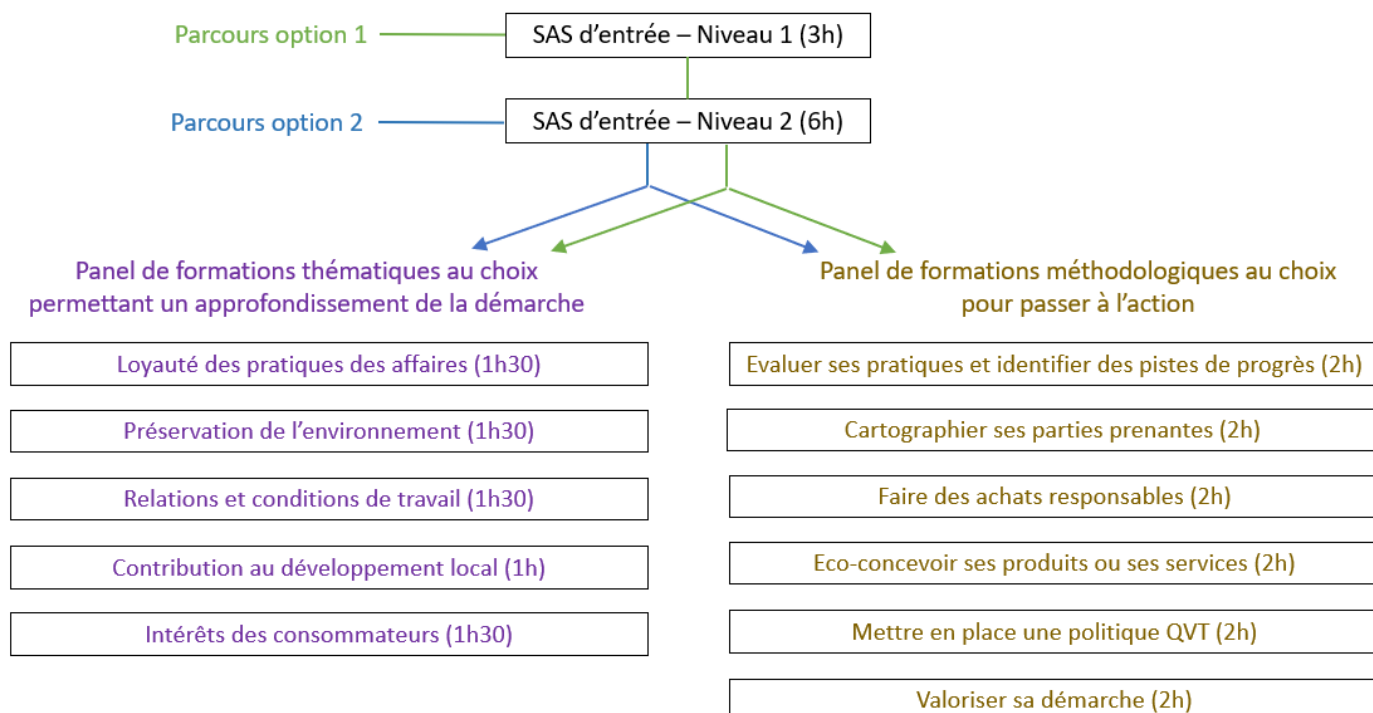 Parcours option 1
SAS d'entrée – Niveau 1 (3h)
Parcours option 2
SAS d'entrée – Niveau 2 (6h)
Panel de formations thématiques au choix
permettant un approfondissement de la démarche
Loyauté des pratiques des affaires (1h30)
Préservation de l'environnement (1h30)
Relations et conditions de travail (1h30)
Contribution au développement local (1h)
Intérêts des consommateurs (1h30)
Panel de formations méthodologiques au choix
pour passer à l'action
Evaluer ses pratiques et identifier des pistes de progrès (2h)
Cartographier ses parties prenantes (2h)
Faire des achats responsables (2h)
Eco-concevoir ses produits ou ses services (2h)
Mettre en place une politique QVT (2h)
Valoriser sa démarche (2h)